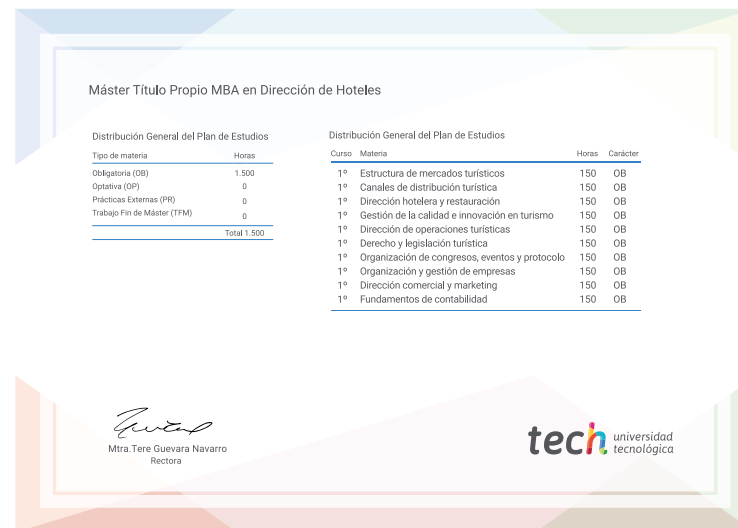 Máster Título Propio MBA en Dirección de Hoteles
Distribución General del Plan de Estudios
Tipo de materia Horas
Obligatoria (OB) 1.500
Optativa (OP) 0
Prácticas Externas (PR) 0
Trabajo Fin de Máster (TFM) 0
Total 1.500
Distribución General del Plan de Estudios
Curso Materia Horas Carácter
1º Estructura de mercados turísticos 150 OB
1º Canales de distribución turística 150 OB
1º Dirección hotelera y restauración 150 OB
1º Gestión de la calidad e innovación en turismo 150 OB
1º Dirección de operaciones turísticas 150 OB
1º Derecho y legislación turística 150 OB
1º Organización de congresos, eventos y protocolo 150 OB
1º Organización y gestión de empresas 150 OB
1º Dirección comercial y marketing 150 OB
1º Fundamentos de contabilidad 150 OB
Mtra.Tere Guevara Navarro
Rectora
tech universidad
tecnológica